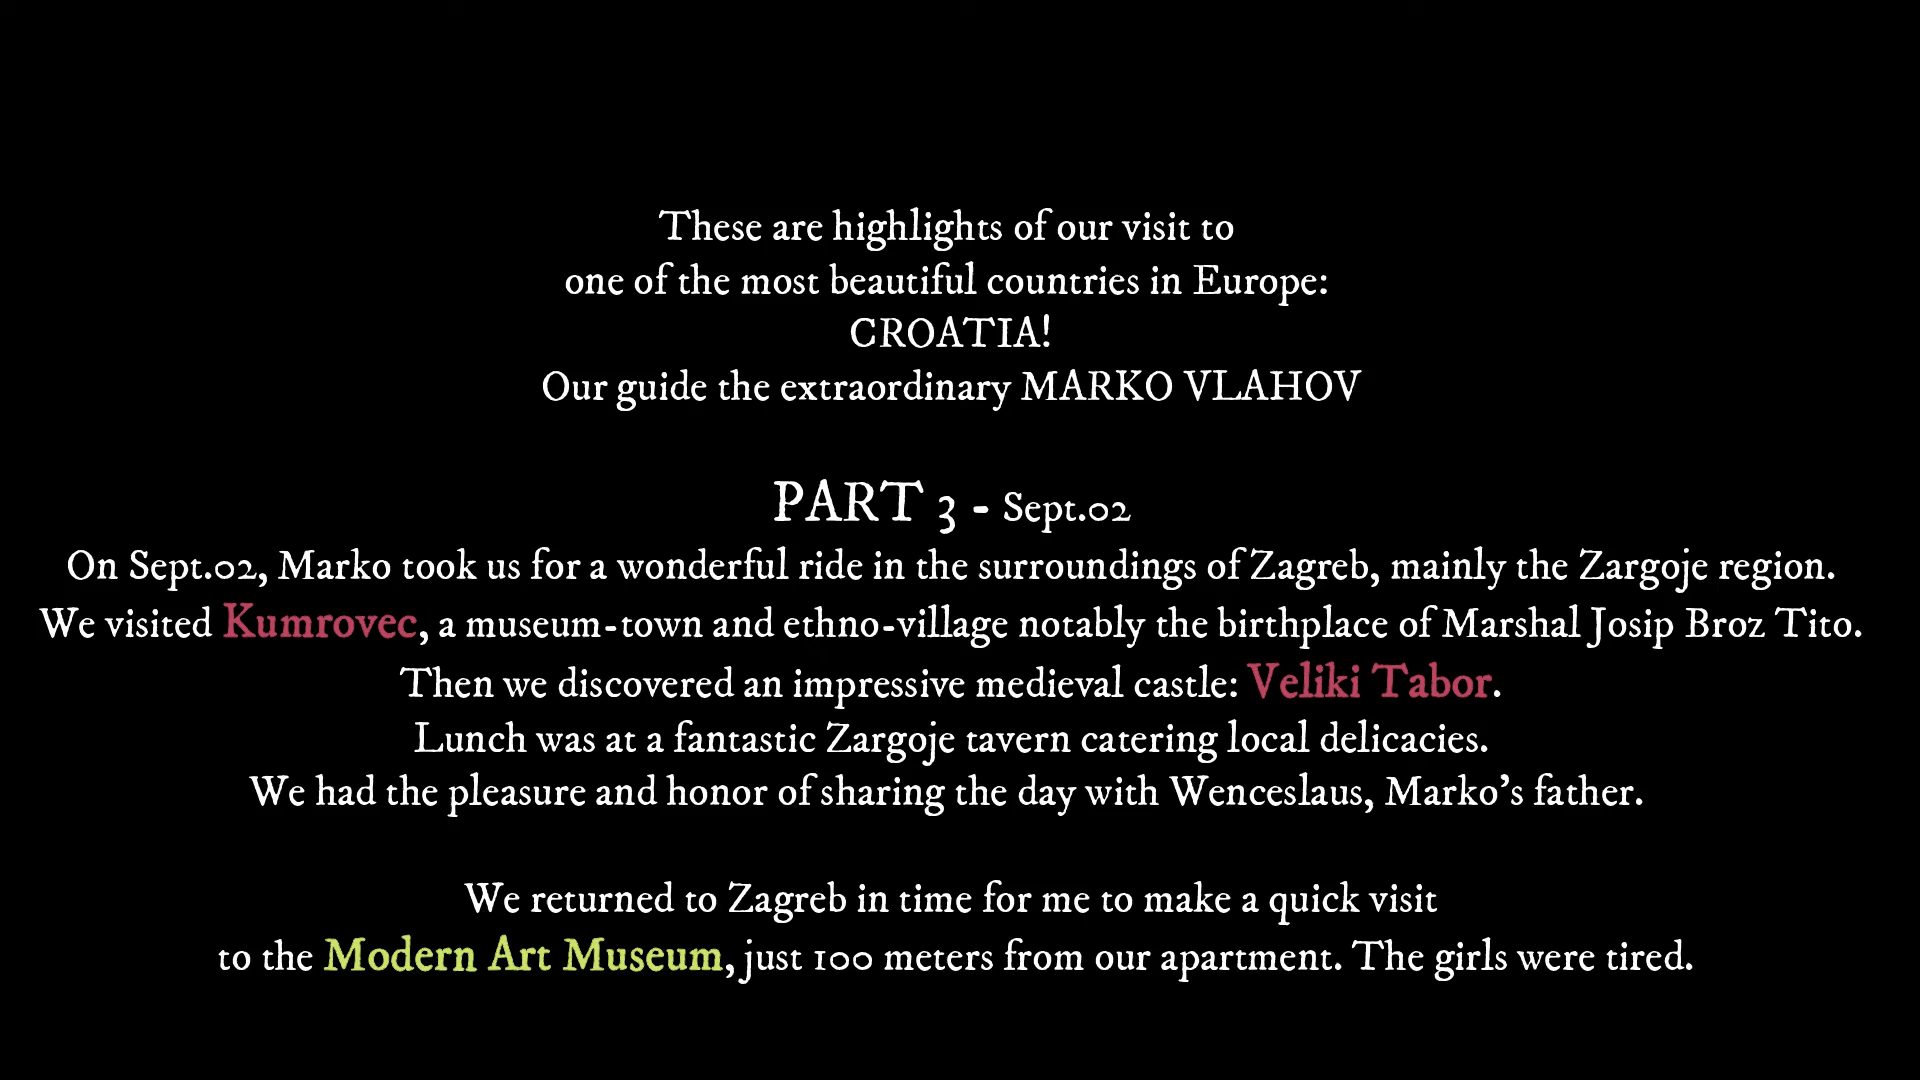 These are highlights of our visit to
one of the most beautiful countries in Europe:
CROATIA!
Our guide the extraordinary MARKO VLAHOV
PART 3 - Sept.02
On Sept.02, Marko took us for a wonderful ride in the surroundings of Zagreb, mainly the Zargoje region.
We visited Kumrovec, a museum-town and ethno-village notably the birthplace of Marshal Josip Broz Tito.
Then we discovered an impressive medieval castle: Veliki Tabor.
Lunch was at a fantastic Zargoje tavern catering local delicacies.
We had the pleasure and honor of sharing the day with Wenceslaus, Marko's father.
We returned to Zagreb in time for me to make a quick visit
to the Modern Art Museum, just 100 meters from our apartment. The girls were tired.